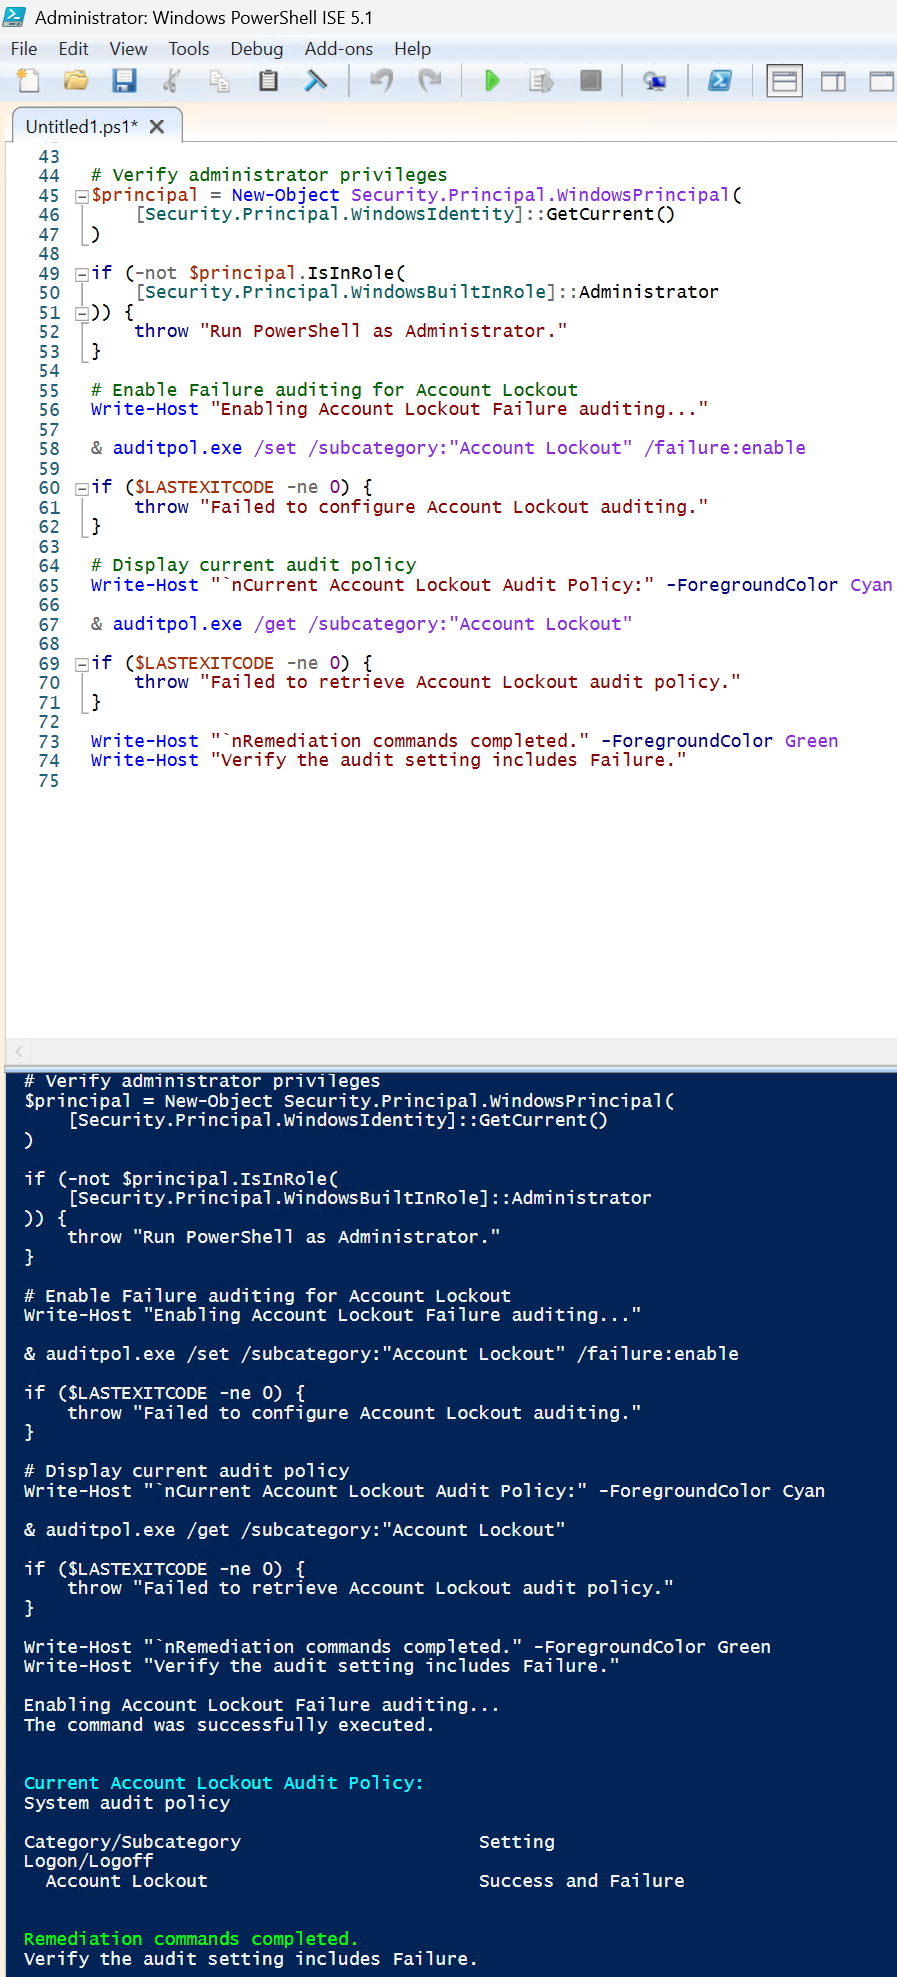 Administrator: Windows PowerShell ISE 5.1
File Edit View Tools Debug Add-ons Help
Untitled1.ps1*
43
44 # Verify administrator privileges
45 $principal = New-Object Security.Principal.WindowsPrincipal(
46     [Security.Principal.WindowsIdentity]::GetCurrent()
47 )
48
49 if (-not $principal.IsInRole(
50     [Security.Principal.WindowsBuiltInRole]::Administrator
51 )) {
52     throw "Run PowerShell as Administrator."
53 }
54
55 # Enable Failure auditing for Account Lockout
56 Write-Host "Enabling Account Lockout Failure auditing..."
57
58 & auditpol.exe /set /subcategory:"Account Lockout" /failure:enable
59
60 if ($LASTEXITCODE -ne 0) {
61     throw "Failed to configure Account Lockout auditing."
62 }
63
64 # Display current audit policy
65 Write-Host "`nCurrent Account Lockout Audit Policy:" -ForegroundColor Cyan
66
67 & auditpol.exe /get /subcategory:"Account Lockout"
68
69 if ($LASTEXITCODE -ne 0) {
70     throw "Failed to retrieve Account Lockout audit policy."
71 }
72
73 Write-Host "`nRemediation commands completed." -ForegroundColor Green
74 Write-Host "Verify the audit setting includes Failure."
75
# Verify administrator privileges
$principal = New-Object Security.Principal.WindowsPrincipal(
    [Security.Principal.WindowsIdentity]::GetCurrent()
)
if (-not $principal.IsInRole(
    [Security.Principal.WindowsBuiltInRole]::Administrator
)) {
    throw "Run PowerShell as Administrator."
}
# Enable Failure auditing for Account Lockout
Write-Host "Enabling Account Lockout Failure auditing..."
& auditpol.exe /set /subcategory:"Account Lockout" /failure:enable
if ($LASTEXITCODE -ne 0) {
    throw "Failed to configure Account Lockout auditing."
}
# Display current audit policy
Write-Host "`nCurrent Account Lockout Audit Policy:" -ForegroundColor Cyan
& auditpol.exe /get /subcategory:"Account Lockout"
if ($LASTEXITCODE -ne 0) {
    throw "Failed to retrieve Account Lockout audit policy."
}
Write-Host "`nRemediation commands completed." -ForegroundColor Green
Write-Host "Verify the audit setting includes Failure."
Enabling Account Lockout Failure auditing...
The command was successfully executed.
Current Account Lockout Audit Policy:
System audit policy
Category/Subcategory                      Setting
Logon/Logoff
  Account Lockout                         Success and Failure
Remediation commands completed.
Verify the audit setting includes Failure.